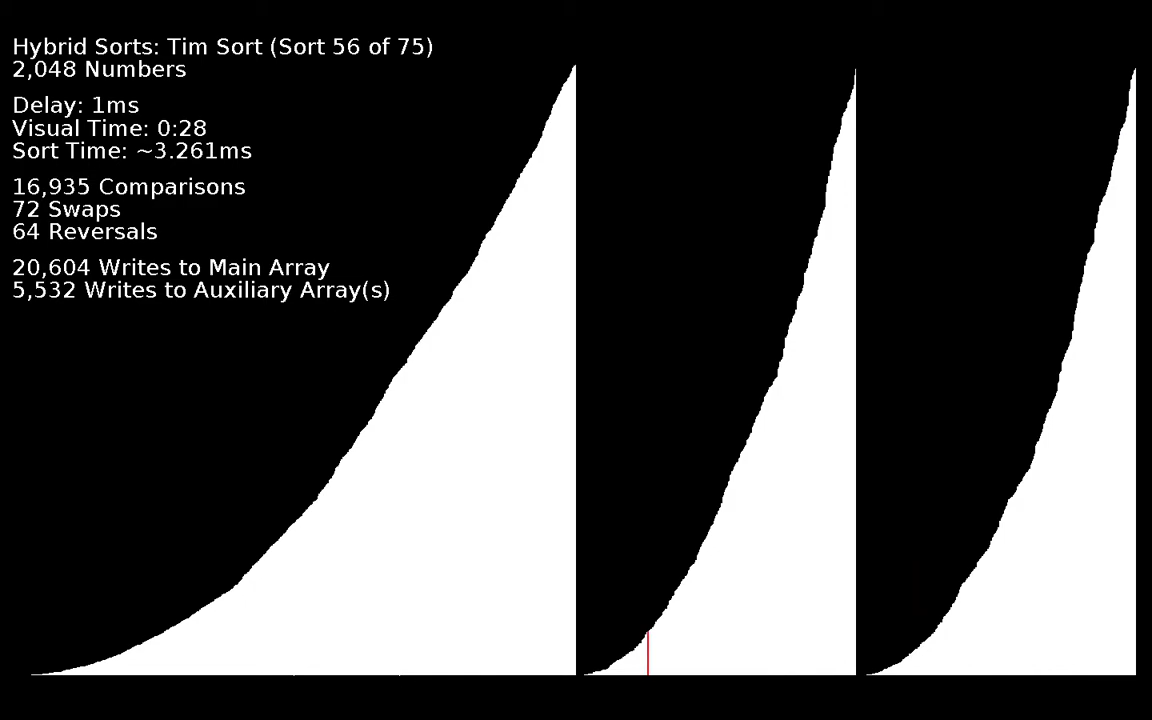 Hybrid Sorts: Tim Sort (Sort 56 of 75)
2,048 Numbers
Delay: 1ms
Visual Time: 0:28
Sort Time: ~3.261ms
16,935 Comparisons
72 Swaps
64 Reversals
20,604 Writes to Main Array
5,532 Writes to Auxiliary Array(s)